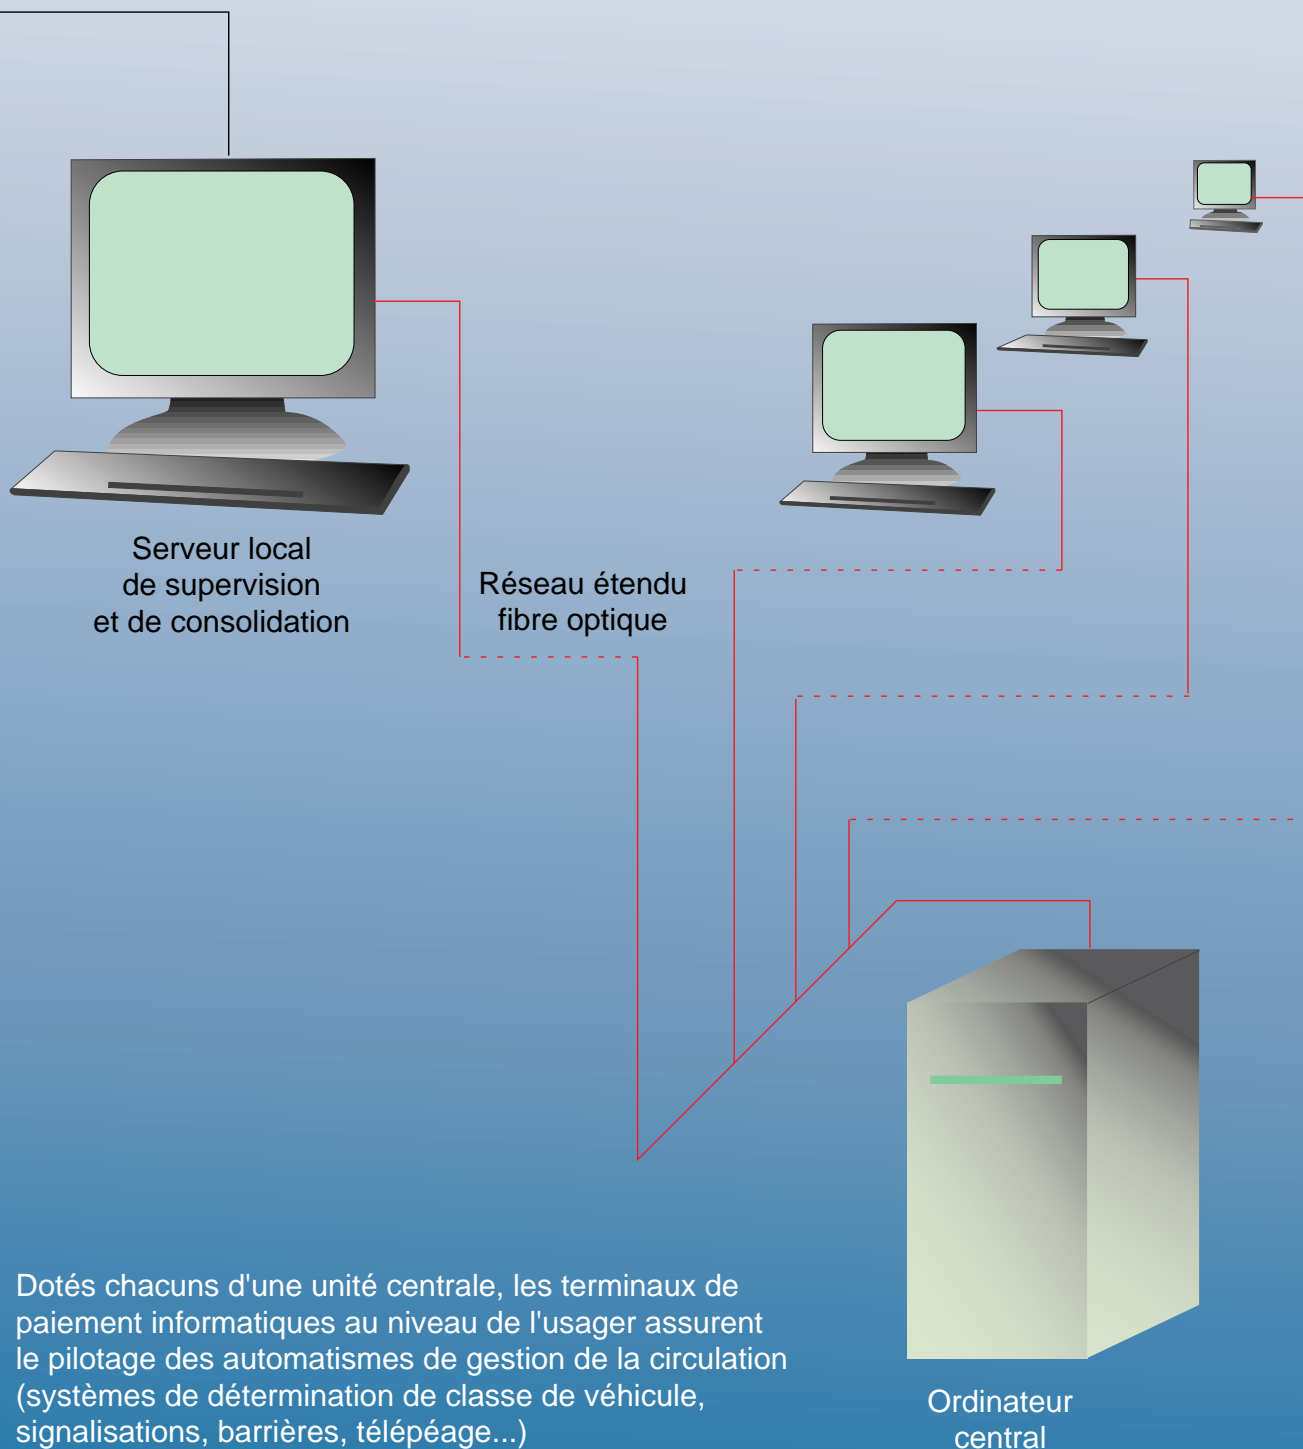 Serveur local
de supervision
et de consolidation
Réseau étendu
fibre optique
Dotés chacuns d'une unité centrale, les terminaux de
paiement informatiques au niveau de l'usager assurent
le pilotage des automatismes de gestion de la circulation
(systèmes de détermination de classe de véhicule,
signalisations, barrières, télépéage...)
Ordinateur
central